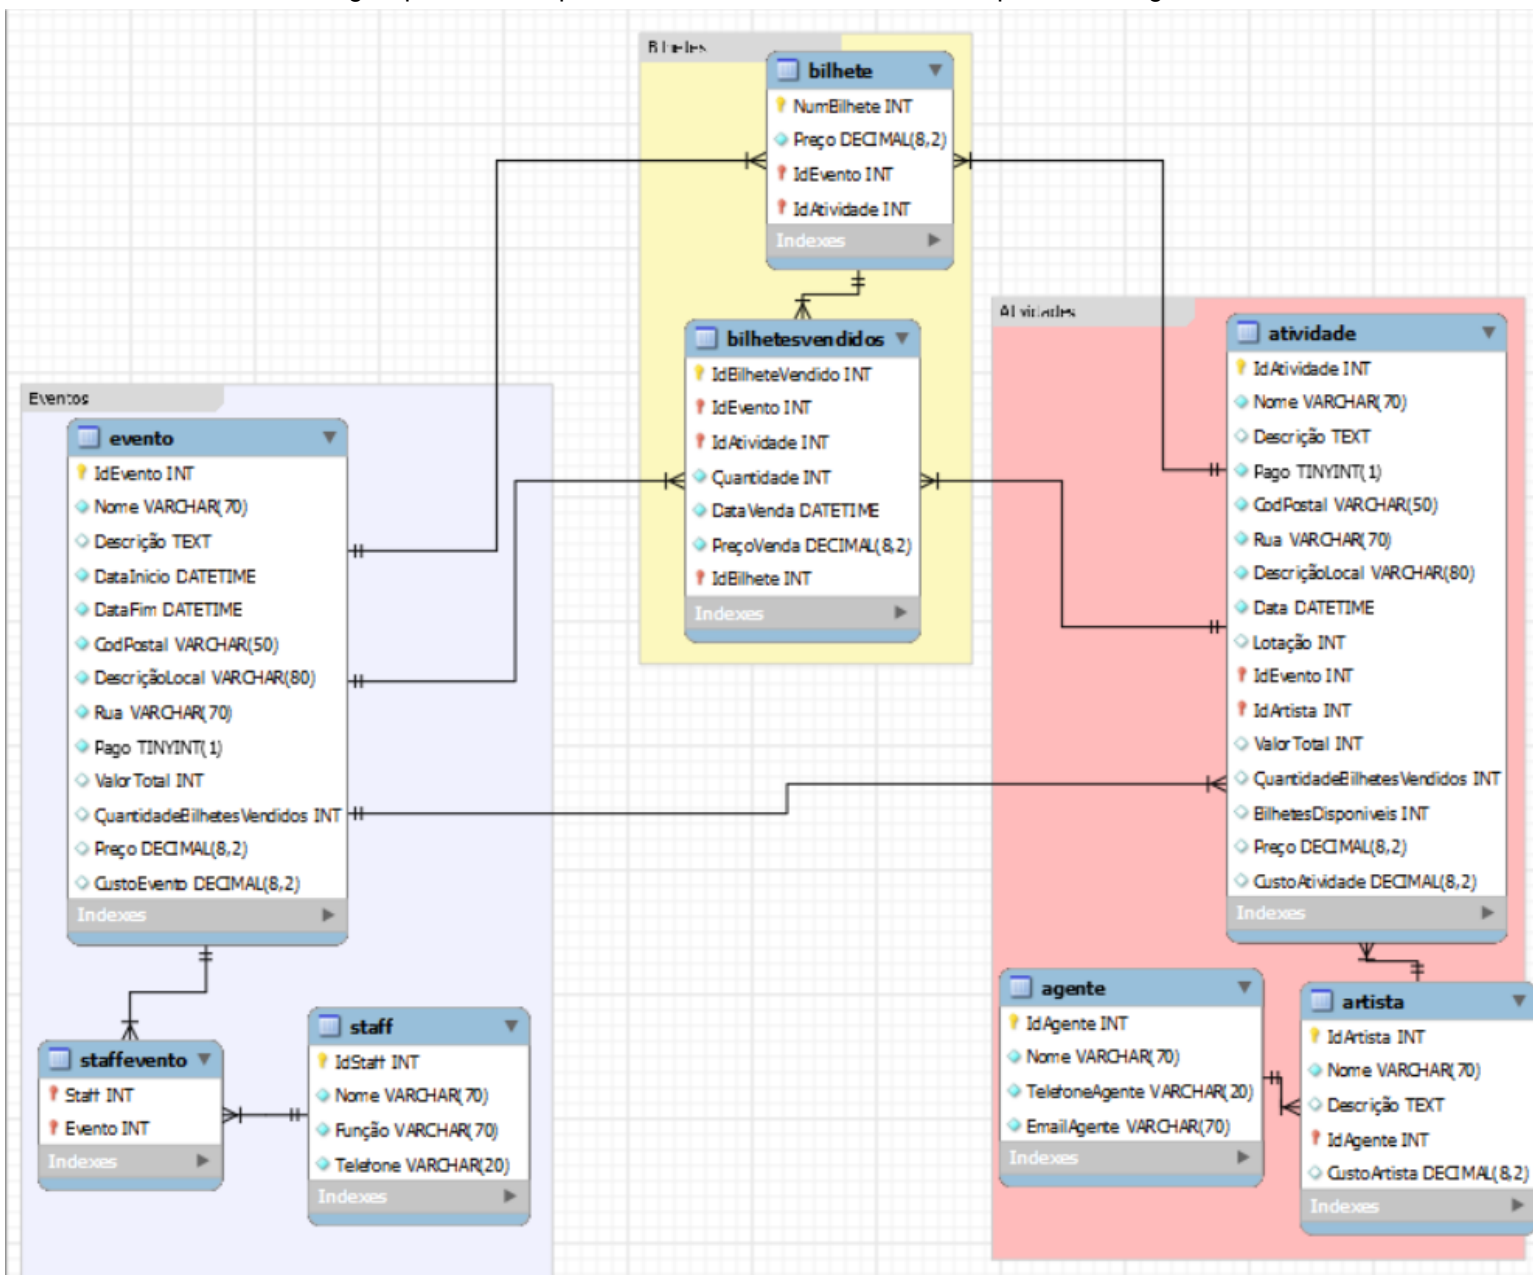 Bilhetes
bilhete
NumBilhete INT
Preço DECIMAL(8,2)
IdEvento INT
IdAtividade INT
Indexes
bilhetesvendidos
IdBilheteVendido INT
IdEvento INT
IdAtividade INT
Quantidade INT
DataVenda DATETIME
PreçoVenda DECIMAL(8,2)
IdBilhete INT
Indexes
Eventos
evento
IdEvento INT
Nome VARCHAR(70)
Descrição TEXT
DataInicio DATETIME
DataFim DATETIME
CodPostal VARCHAR(50)
DescriçãoLocal VARCHAR(80)
Rua VARCHAR(70)
Pago TINYINT(1)
ValorTotal INT
QuantidadeBilhetesVendidos INT
Preço DECIMAL(8,2)
CustoEvento DECIMAL(8,2)
Indexes
staffevento
Staff INT
Evento INT
Indexes
staff
IdStaff INT
Nome VARCHAR(70)
Função VARCHAR(70)
Telefone VARCHAR(20)
Indexes
Atividades
atividade
IdAtividade INT
Nome VARCHAR(70)
Descrição TEXT
Pago TINYINT(1)
CodPostal VARCHAR(50)
Rua VARCHAR(70)
DescriçãoLocal VARCHAR(80)
Data DATETIME
Lotação INT
IdEvento INT
IdArtista INT
ValorTotal INT
QuantidadeBilhetesVendidos INT
BilhetesDisponiveis INT
Preço DECIMAL(8,2)
CustoAtividade DECIMAL(8,2)
Indexes
agente
IdAgente INT
Nome VARCHAR(70)
TelefoneAgente VARCHAR(20)
EmailAgente VARCHAR(70)
Indexes
artista
IdArtista INT
Nome VARCHAR(70)
Descrição TEXT
IdAgente INT
CustoArtista DECIMAL(8,2)
Indexes